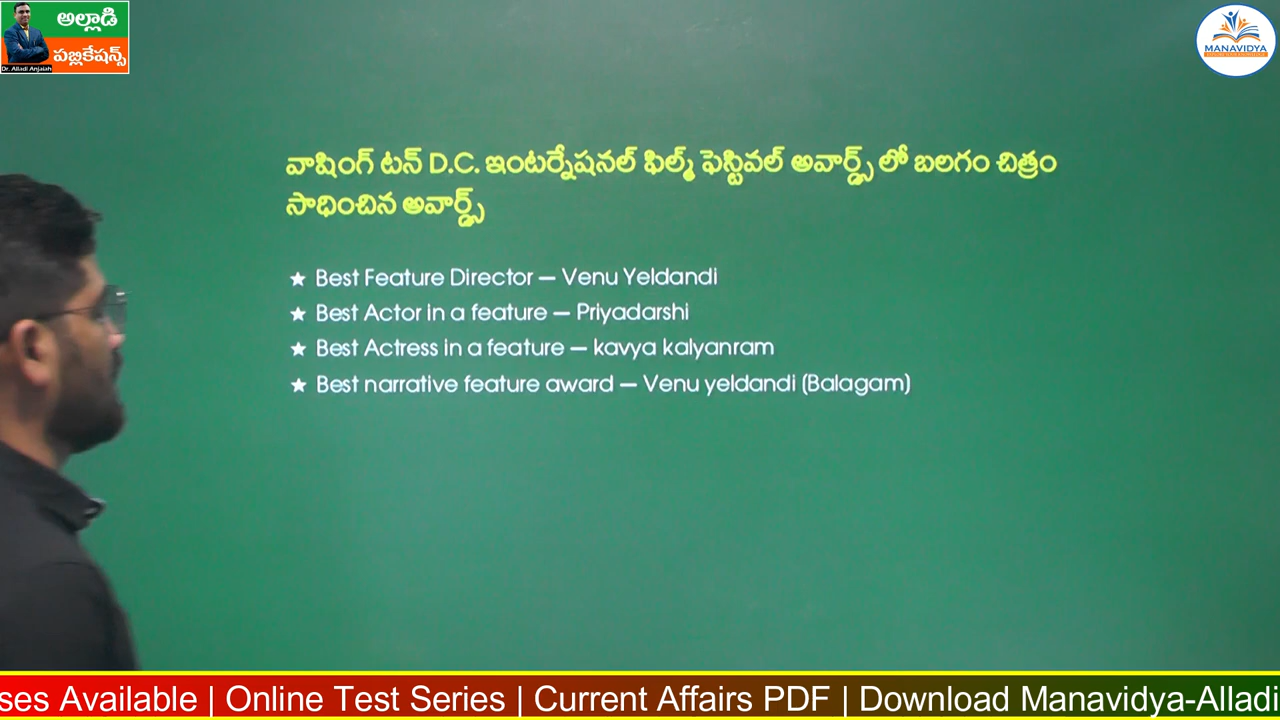 అల్లాడి
పబ్లికేషన్స్
Dr. Alladi Anjaiah
MANAVIDYA
వాషింగ్ టన్ D.C. ఇంటర్నేషనల్ ఫిల్మ్ ఫెస్టివల్ అవార్డ్స్ లో బలగం చిత్రం
సాధించిన అవార్డ్స్
★ Best Feature Director – Venu Yeldandi
★ Best Actor in a feature – Priyadarshi
★ Best Actress in a feature – kavya kalyanram
★ Best narrative feature award – Venu yeldandi (Balagam)
ses Available | Online Test Series | Current Affairs PDF | Download Manavidya-Alladi